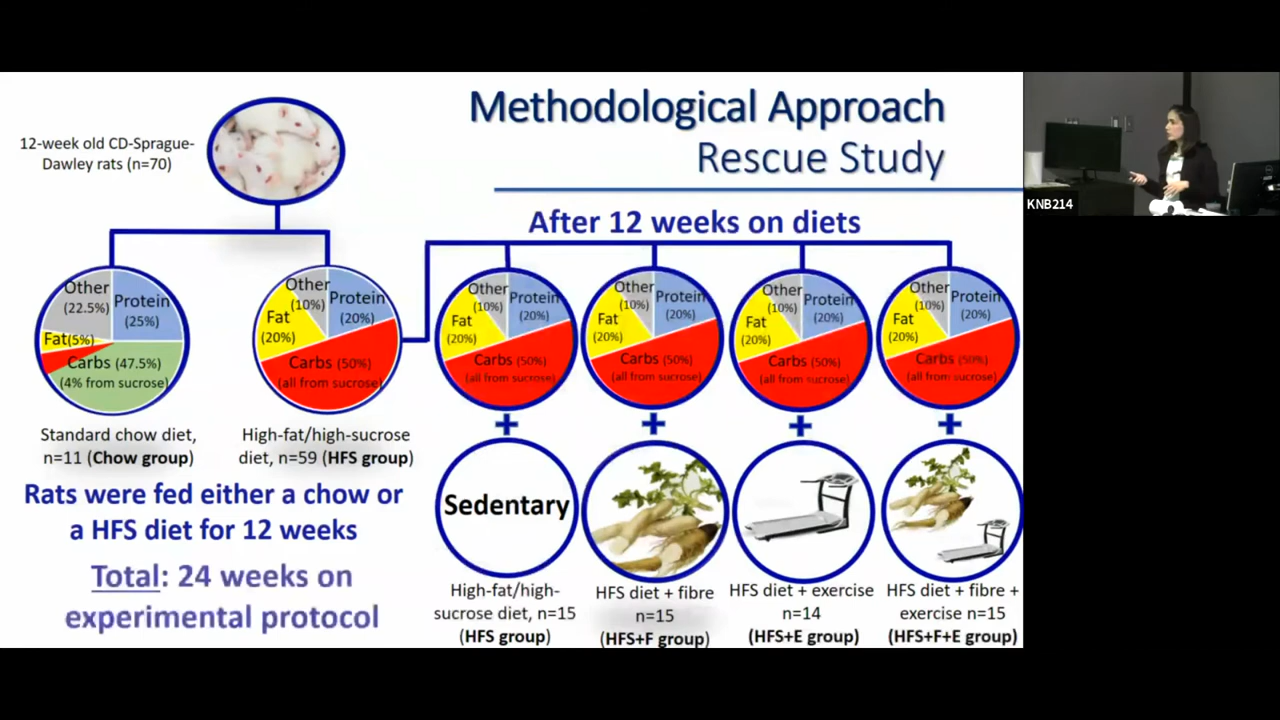 Methodological Approach
Rescue Study
12-week old CD-Sprague-
Dawley rats (n=70)
KNB214
After 12 weeks on diets
Other
(22.5%)
Protein
(25%)
Fat(5%)
Carbs (47.5%)
(4% from sucrose)
Other
(10%)
Protein
(20%)
Fat
(20%)
Carbs (50%)
(all from sucrose)
Other
(10%)
Protein
(20%)
Fat
(20%)
Carbs (50%)
(all from sucrose)
Other
(10%)
Protein
(20%)
Fat
(20%)
Carbs (50%)
(all from sucrose)
Other
(10%)
Protein
(20%)
Fat
(20%)
Carbs (50%)
(all from sucrose)
Other
(10%)
Protein
(20%)
Fat
(20%)
Carbs (50%)
(all from sucrose)
Standard chow diet,
n=11 (Chow group)
High-fat/high-sucrose
diet, n=59 (HFS group)
+
+
+
+
Rats were fed either a chow or
a HFS diet for 12 weeks
Total: 24 weeks on
experimental protocol
Sedentary
High-fat/high-
sucrose diet, n=15
(HFS group)
HFS diet + fibre
n=15
(HFS+F group)
HFS diet + exercise
n=14
(HFS+E group)
HFS diet + fibre +
exercise n=15
(HFS+F+E group)